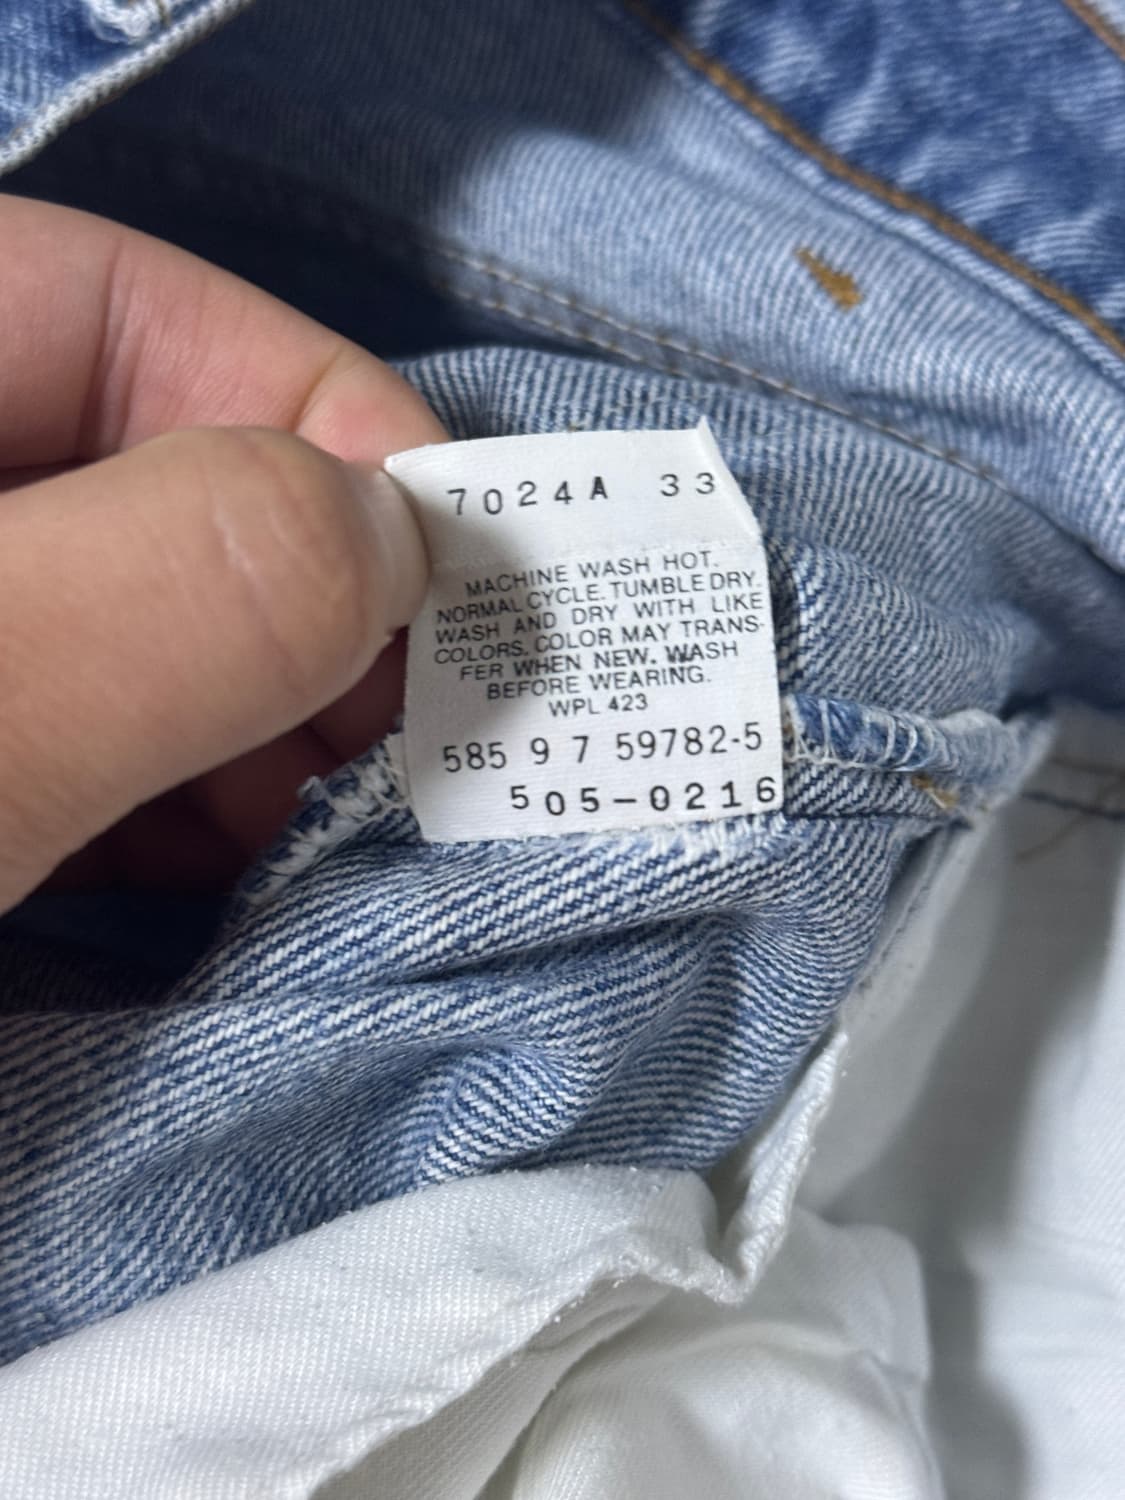 7024A 33
MACHINE WASH HOT.
NORMAL CYCLE. TUMBLE DRY.
WASH AND DRY WITH LIKE
COLORS. COLOR MAY TRANS-
FER WHEN NEW. WASH
BEFORE WEARING.
WPL 423
585 9 7 59782-5
505-0216